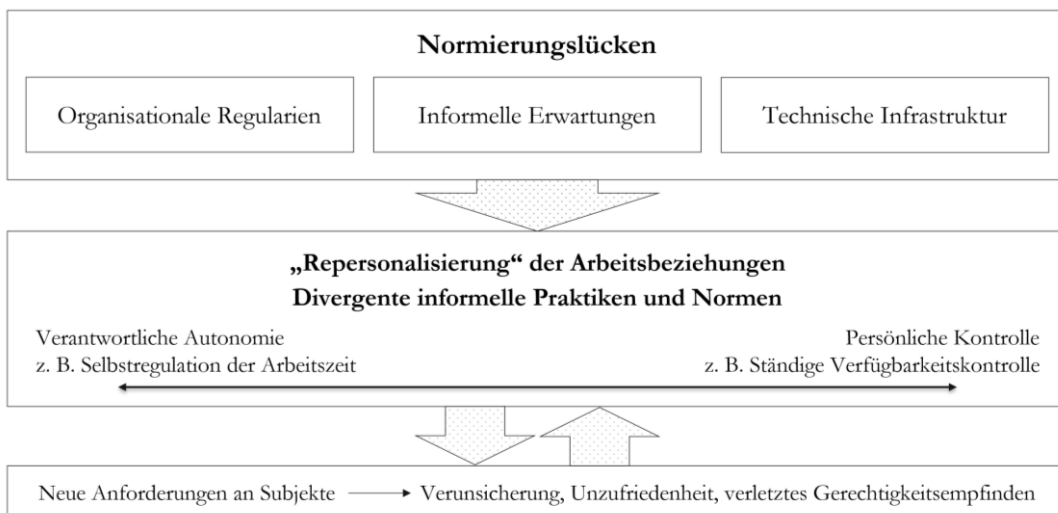 Normierungslücken
Organisationale Regularien
Informelle Erwartungen
Technische Infrastruktur
„Repersonalisierung“ der Arbeitsbeziehungen
Divergente informelle Praktiken und Normen
Verantwortliche Autonomie
z. B. Selbstregulation der Arbeitszeit
Persönliche Kontrolle
z. B. Ständige Verfügbarkeitskontrolle
Neue Anforderungen an Subjekte
Verunsicherung, Unzufriedenheit, verletztes Gerechtigkeitsempfinden